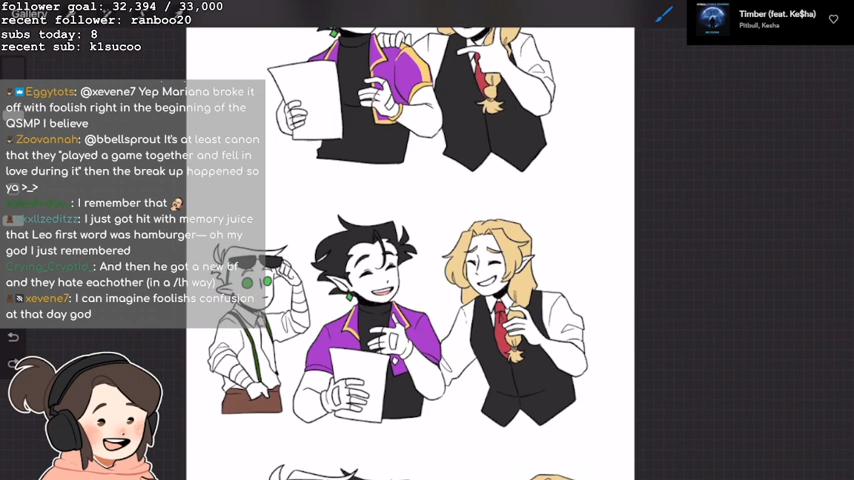 follower goal: 32,394 / 33,000
Gallery
recent follower: ranboo20
subs today: 8
recent sub: klsucoo
Timber (feat. Ke$ha)
Pitbull, Kesha
Eggytots: @xevene7 Yep Mariana broke it
off with foolish right in the beginning of the
QSMP I believe
Zoovannah: @bbellsprout It's at least canon
that they "played a game together and fell in
love during it" then the break up happened so
ya >_>
: I remember that
xxllzeditzz: I just got hit with memory juice
that Leo first word was hamburger— oh my
god I just remembered
Crying_Cryptid_: And then he got a new bf
and they hate eachother (in a /lh way)
xevene7: I can imagine foolishs confusion
at that day god